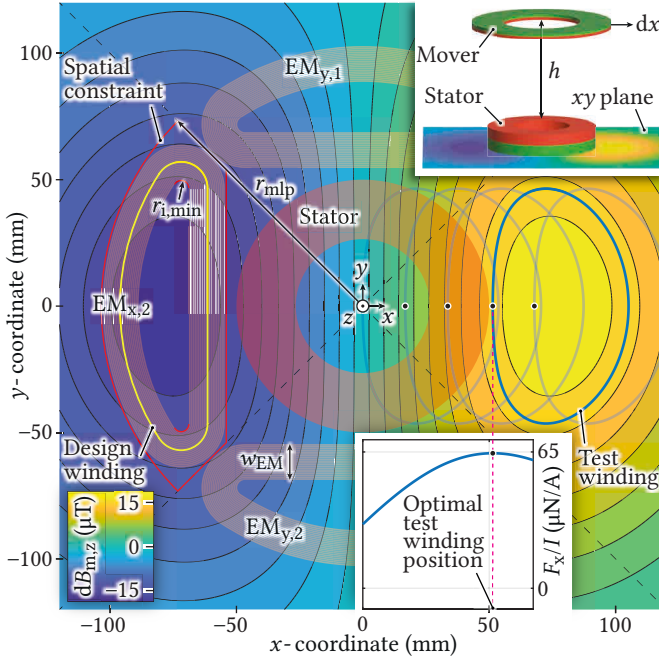 100
50
0
−50
−100
y-coordinate (mm)
−100
−50
0
50
100
x-coordinate (mm)
Spatial
constraint
EMy,1
rmlp
ri,min
Stator
EMx,2
y
z
x
Design
winding
wEM
EMy,2
Test
winding
dBm,z (µT)
15
0
−15
Mover
dx
h
Stator
xy plane
65
0
Fx/I (µN/A)
Optimal
test
winding
position
0
50